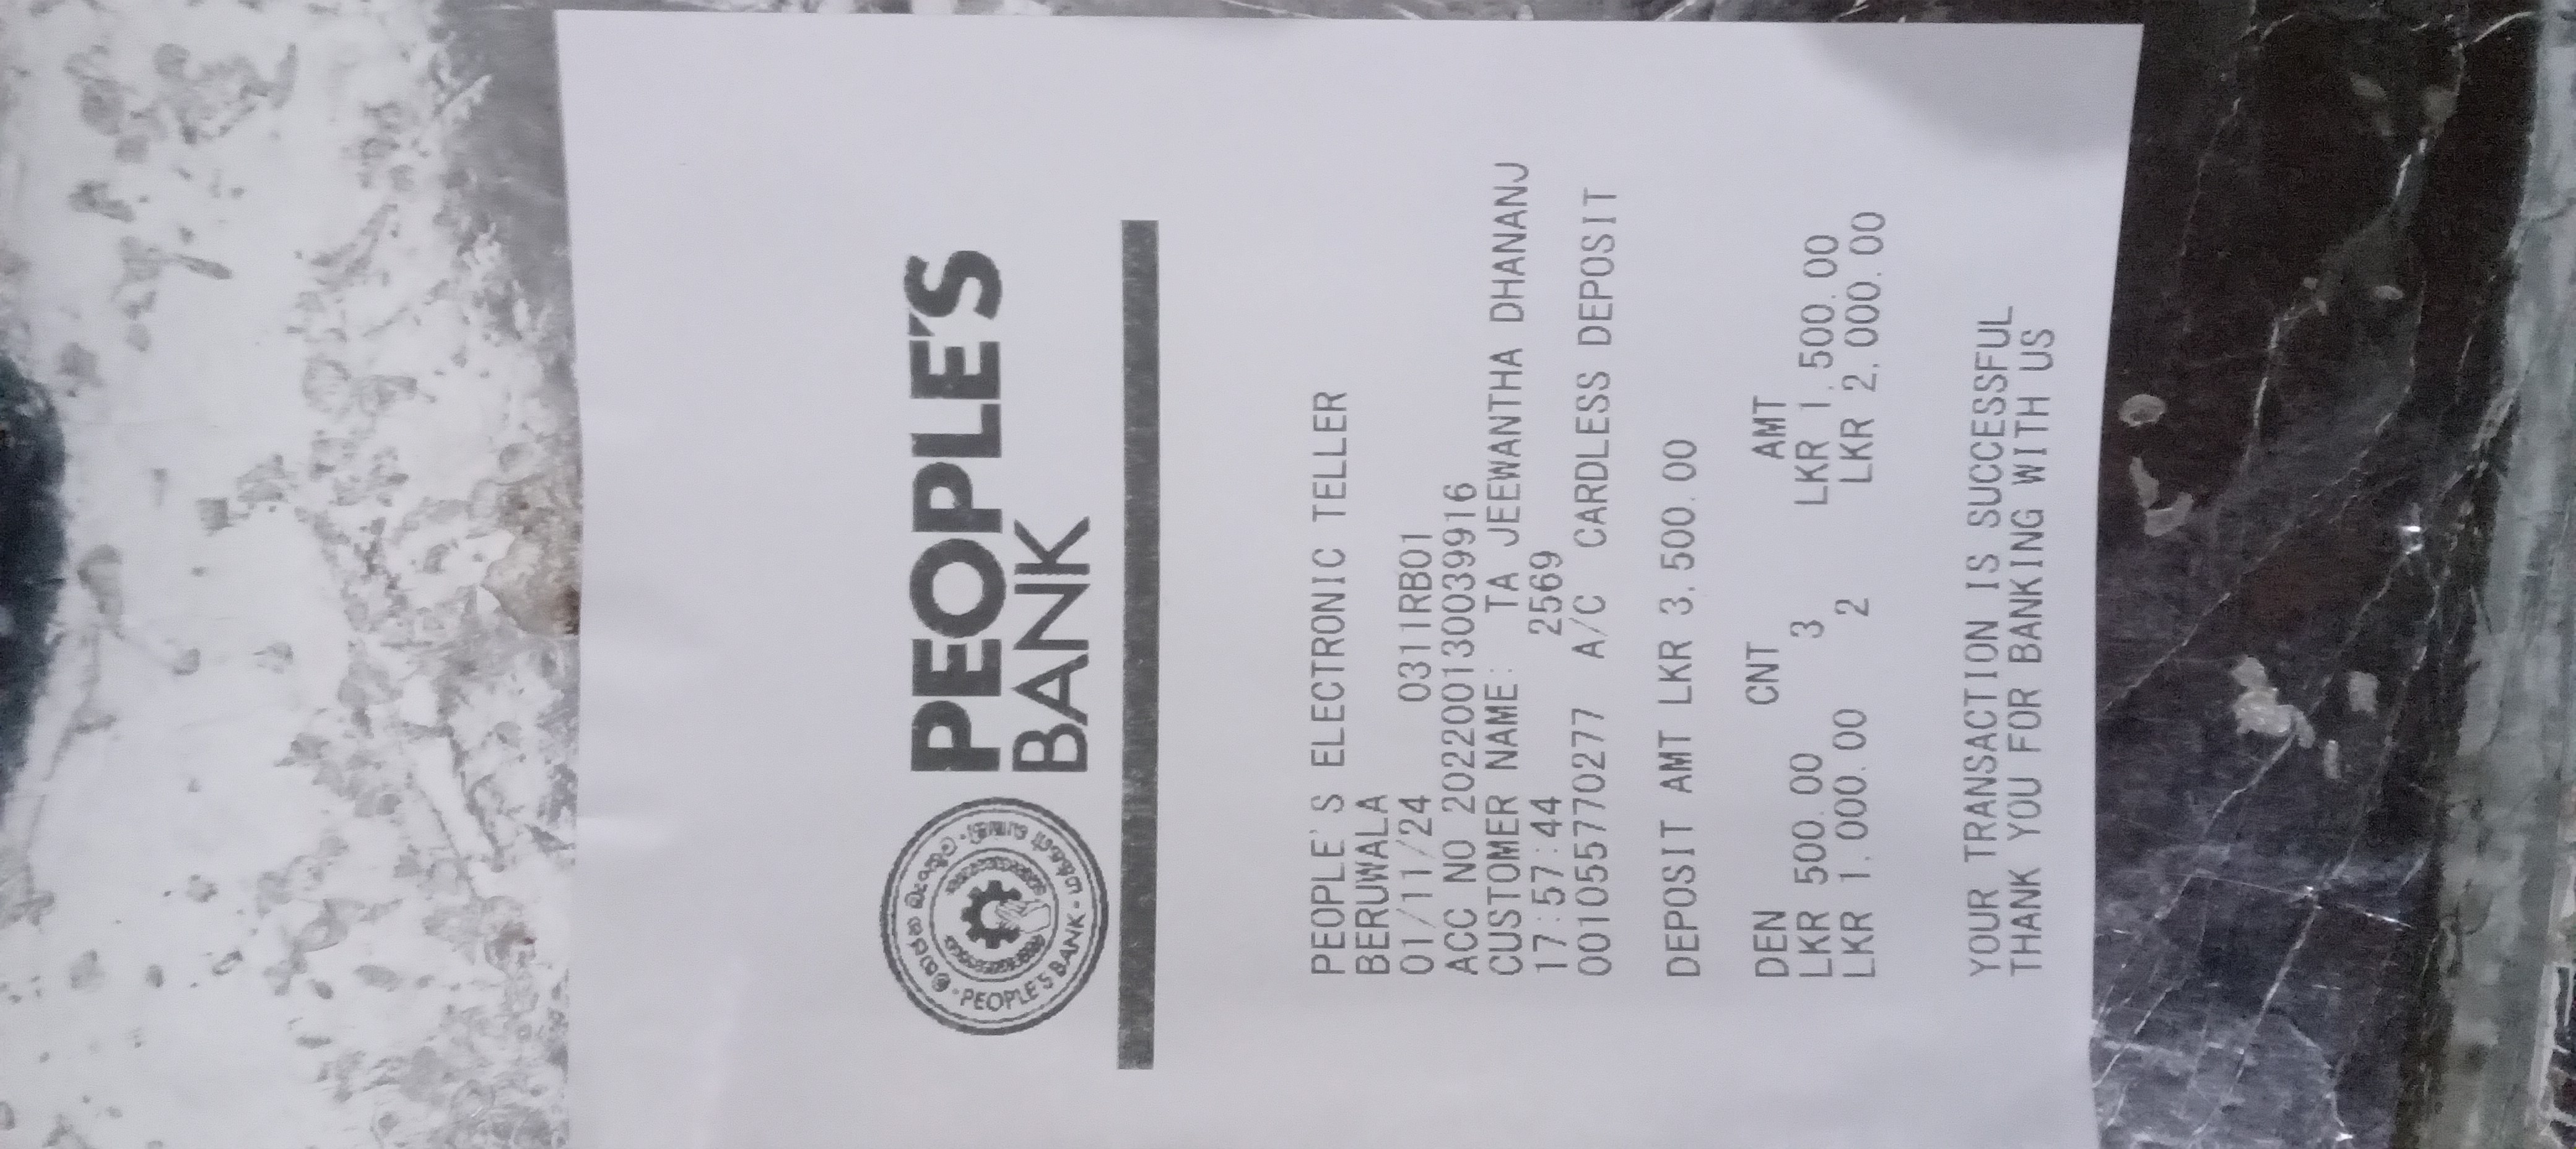 PEOPLE'S
BANK
PEOPLE'S BANK
PEOPLE'S ELECTRONIC TELLER
BERUWALA
01/11/24 0311RB01
ACC NO 202200130039916
CUSTOMER NAME: TA JEEWANTHA DHANANJ
17:57:44 2569
001055770277 A/C CARDLESS DEPOSIT
DEPOSIT AMT LKR 3,500.00
DEN CNT AMT
LKR 500.00 3 LKR 1,500.00
LKR 1,000.00 2 LKR 2,000.00
YOUR TRANSACTION IS SUCCESSFUL
THANK YOU FOR BANKING WITH US